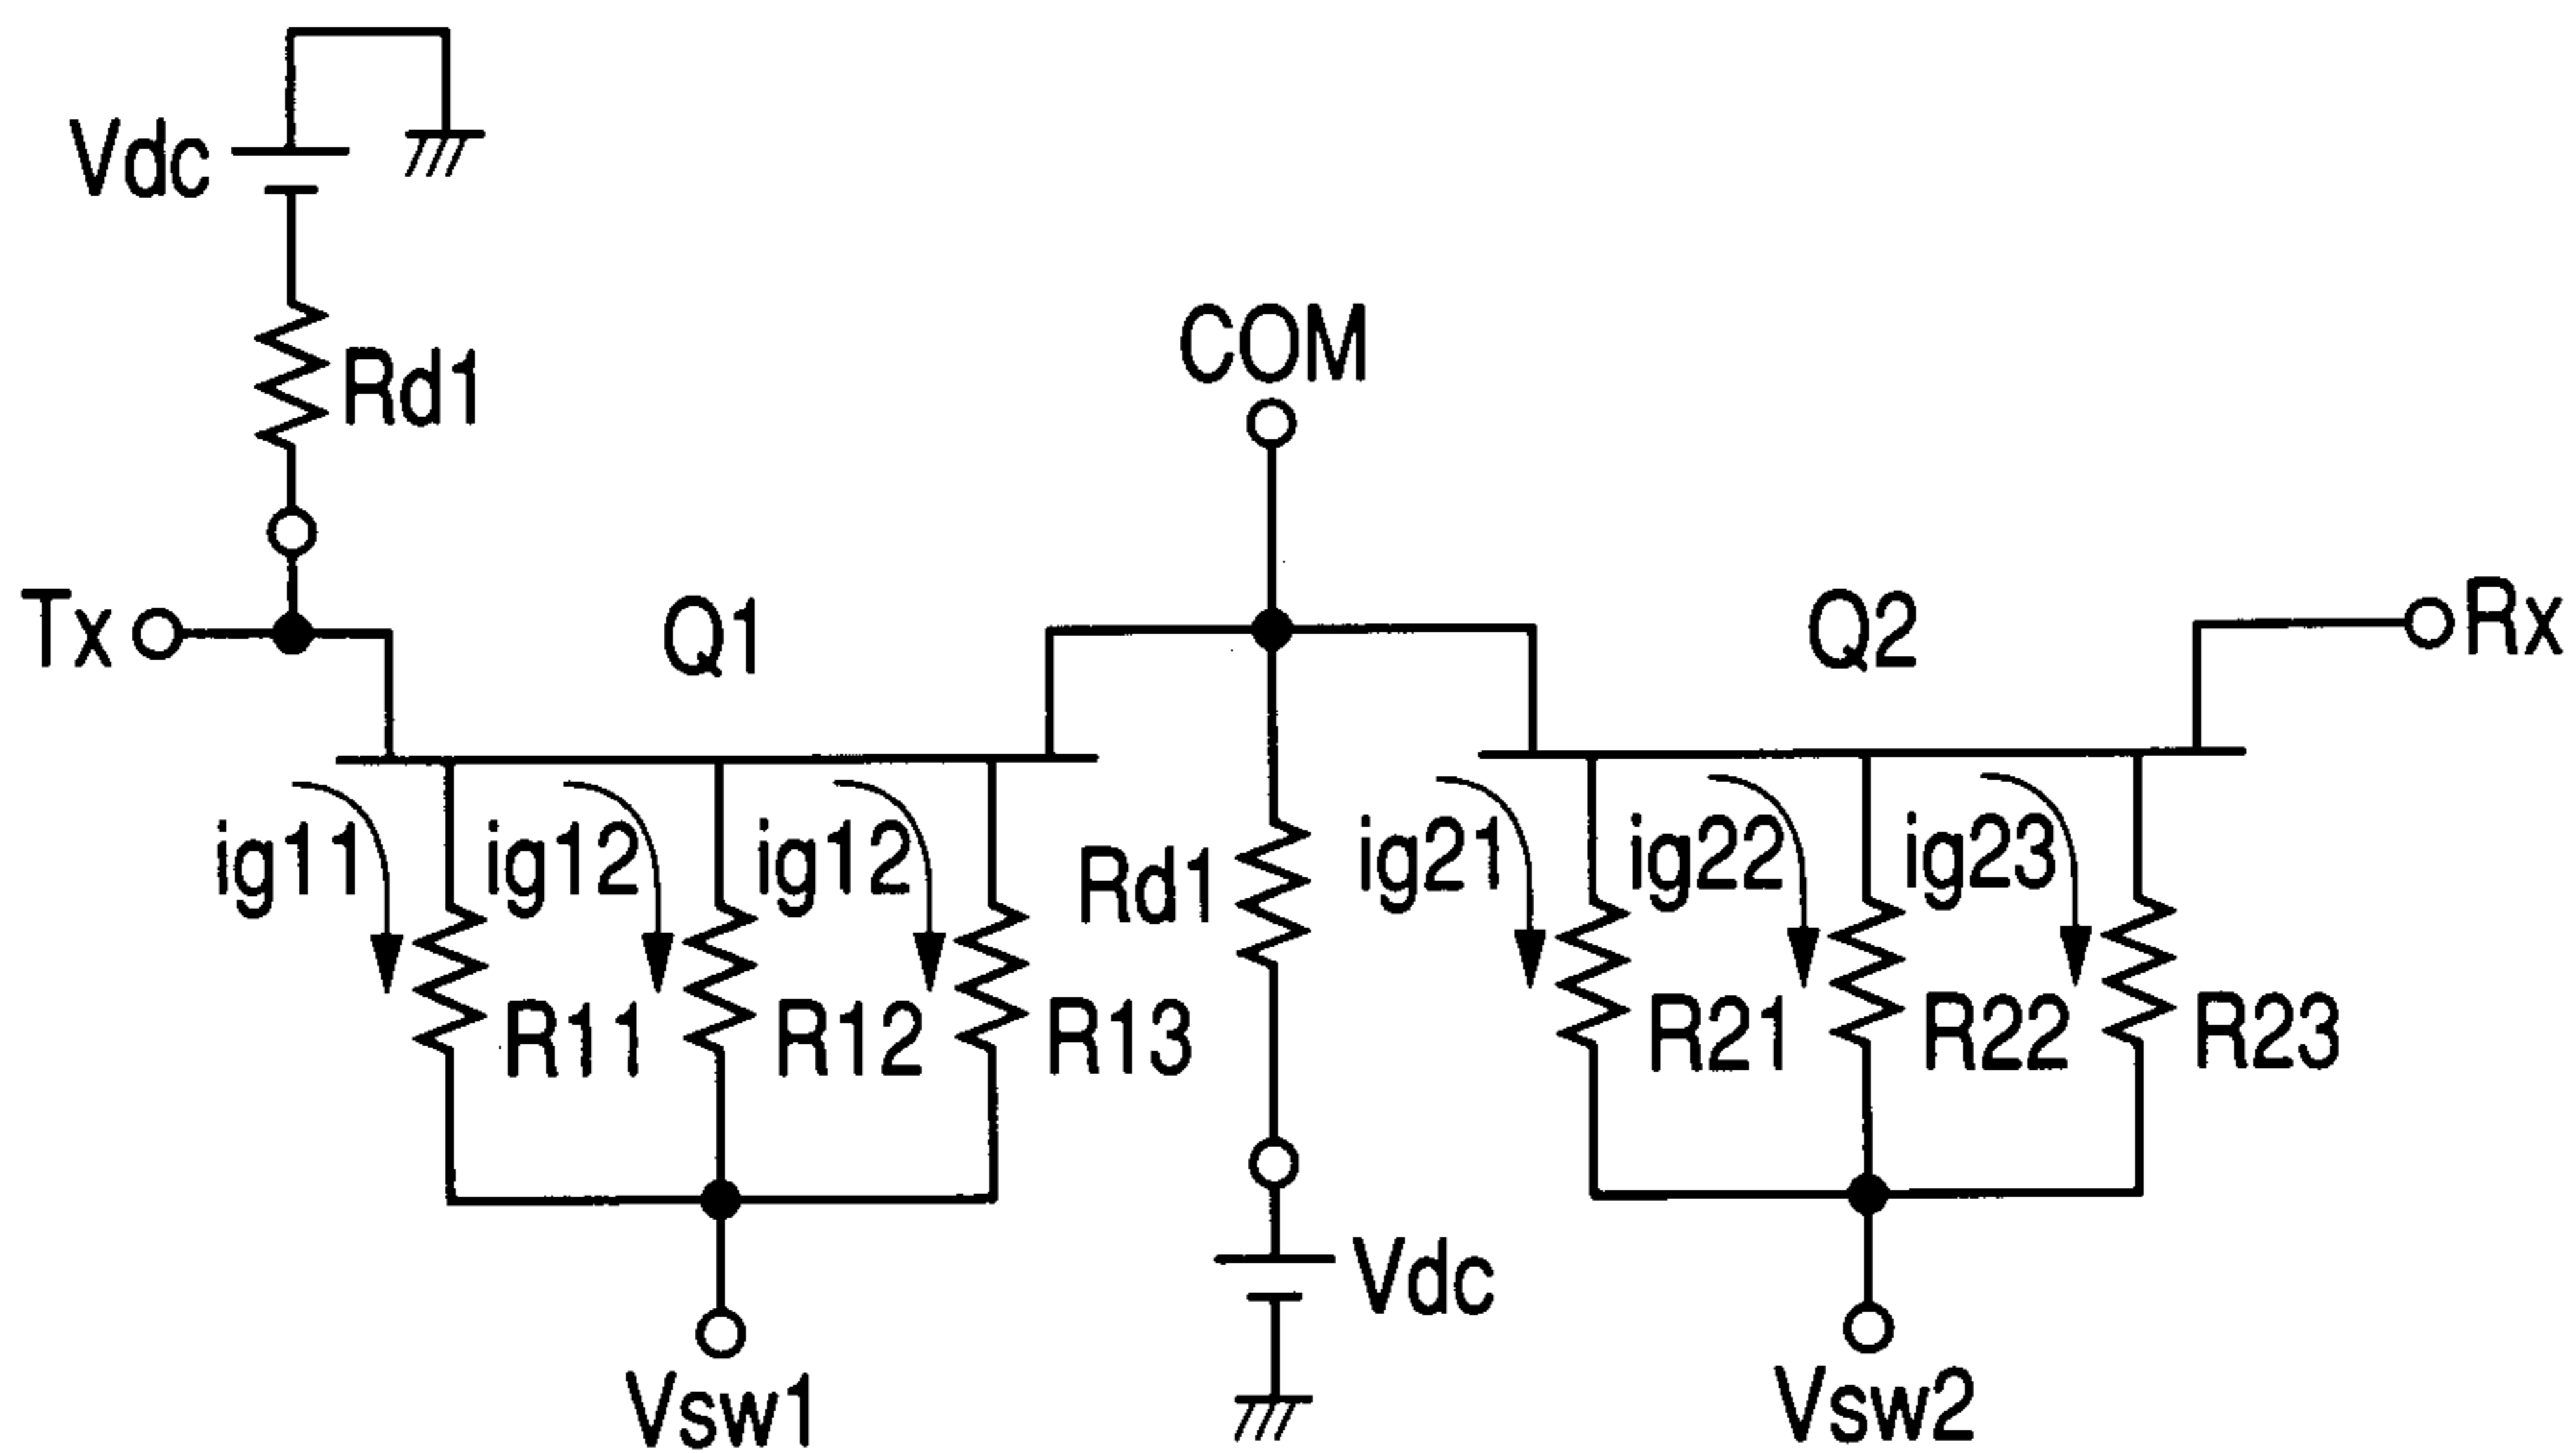 Vdc
Rd1
COM
Tx
Q1
Q2
Rx
ig11
ig12
ig12
Rd1
ig21
ig22
ig23
R11
R12
R13
R21
R22
R23
Vdc
Vsw1
Vsw2